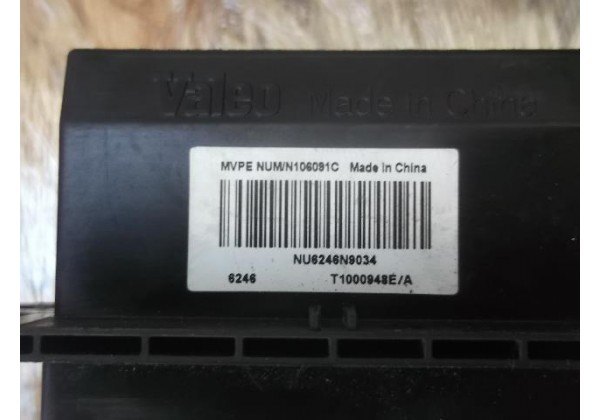 Valeo Made in China
MVPE NUM/N106091C Made in China
NU6246N9034
6246 T1000948E/A